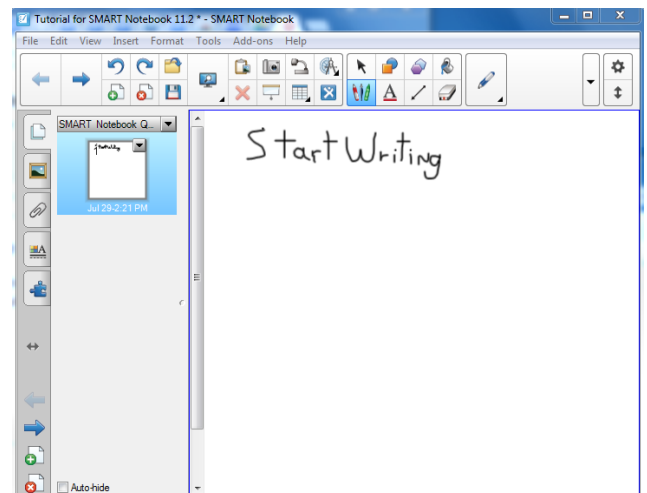 Tutorial for SMART Notebook 11.2 * - SMART Notebook
File Edit View Insert Format Tools Add-ons Help
SMART Notebook Q...
Jul 29-2:21 PM
Start Writing
Auto-hide